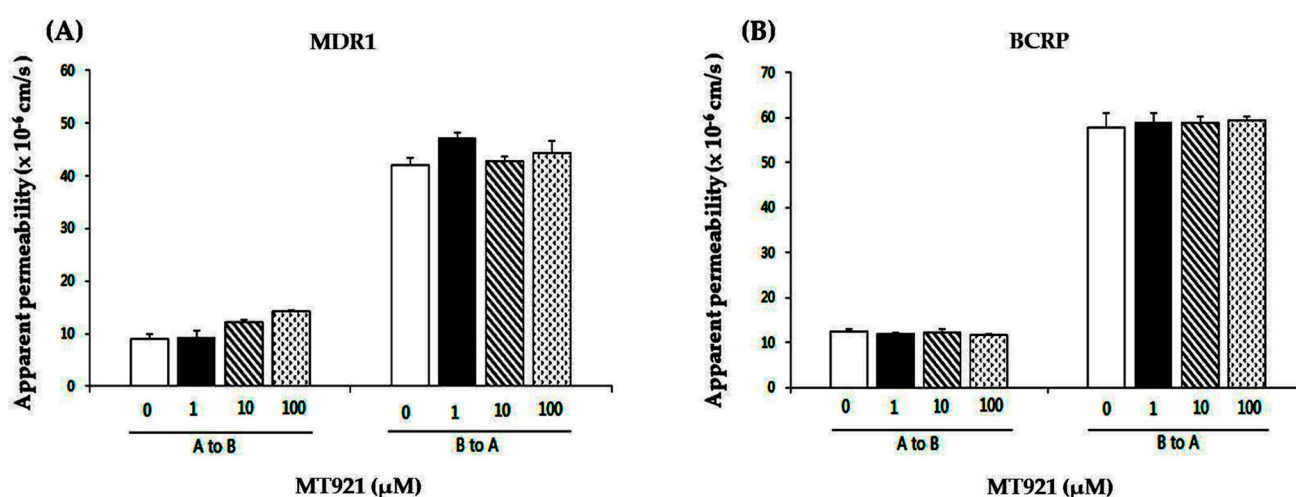 (A)
MDR1
Apparent permeability (x 10⁻⁶ cm/s)
60
50
40
30
20
10
0
0 1 10 100 0 1 10 100
A to B B to A
MT921 (µM)
(B)
BCRP
Apparent permeability (x 10⁻⁶ cm/s)
70
60
50
40
30
20
10
0
0 1 10 100 0 1 10 100
A to B B to A
MT921 (µM)